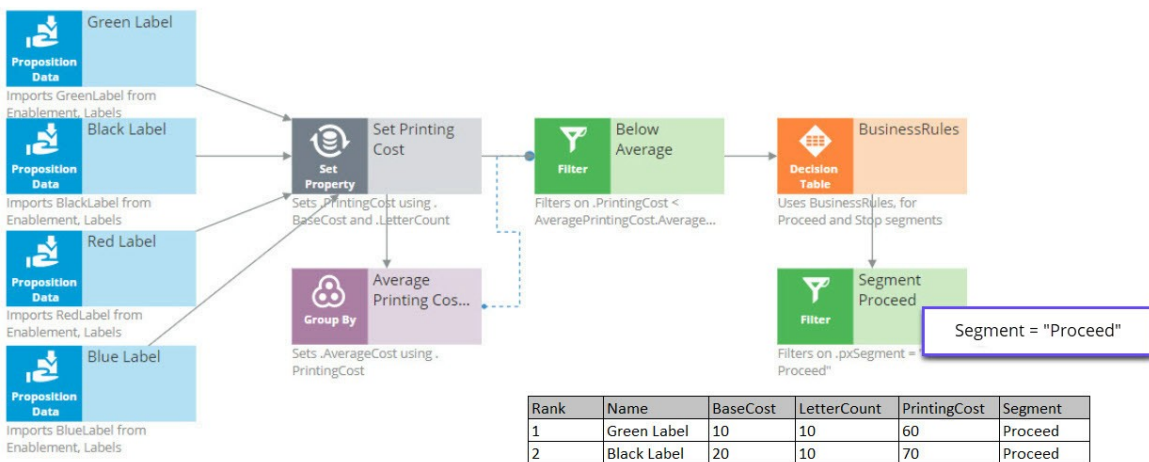 Green Label
Proposition
Data
Imports GreenLabel from
Enablement, Labels
Black Label
Proposition
Data
Imports BlackLabel from
Enablement, Labels
Red Label
Proposition
Data
Imports RedLabel from
Enablement, Labels
Blue Label
Proposition
Data
Imports BlueLabel from
Enablement, Labels
Set Printing
Cost
Set
Property
Sets .PrintingCost using .
BaseCost and .LetterCount
Average
Printing Cos...
Group By
Sets .AverageCost using .
PrintingCost
Below
Average
Filter
Filters on .PrintingCost <
AveragePrintingCost.Average...
BusinessRules
Decision
Table
Uses BusinessRules, for
Proceed and Stop segments
Segment
Proceed
Filter
Filters on .pxSegment = "
Proceed"
Segment = "Proceed"
Rank Name BaseCost LetterCount PrintingCost Segment
1 Green Label 10 10 60 Proceed
2 Black Label 20 10 70 Proceed